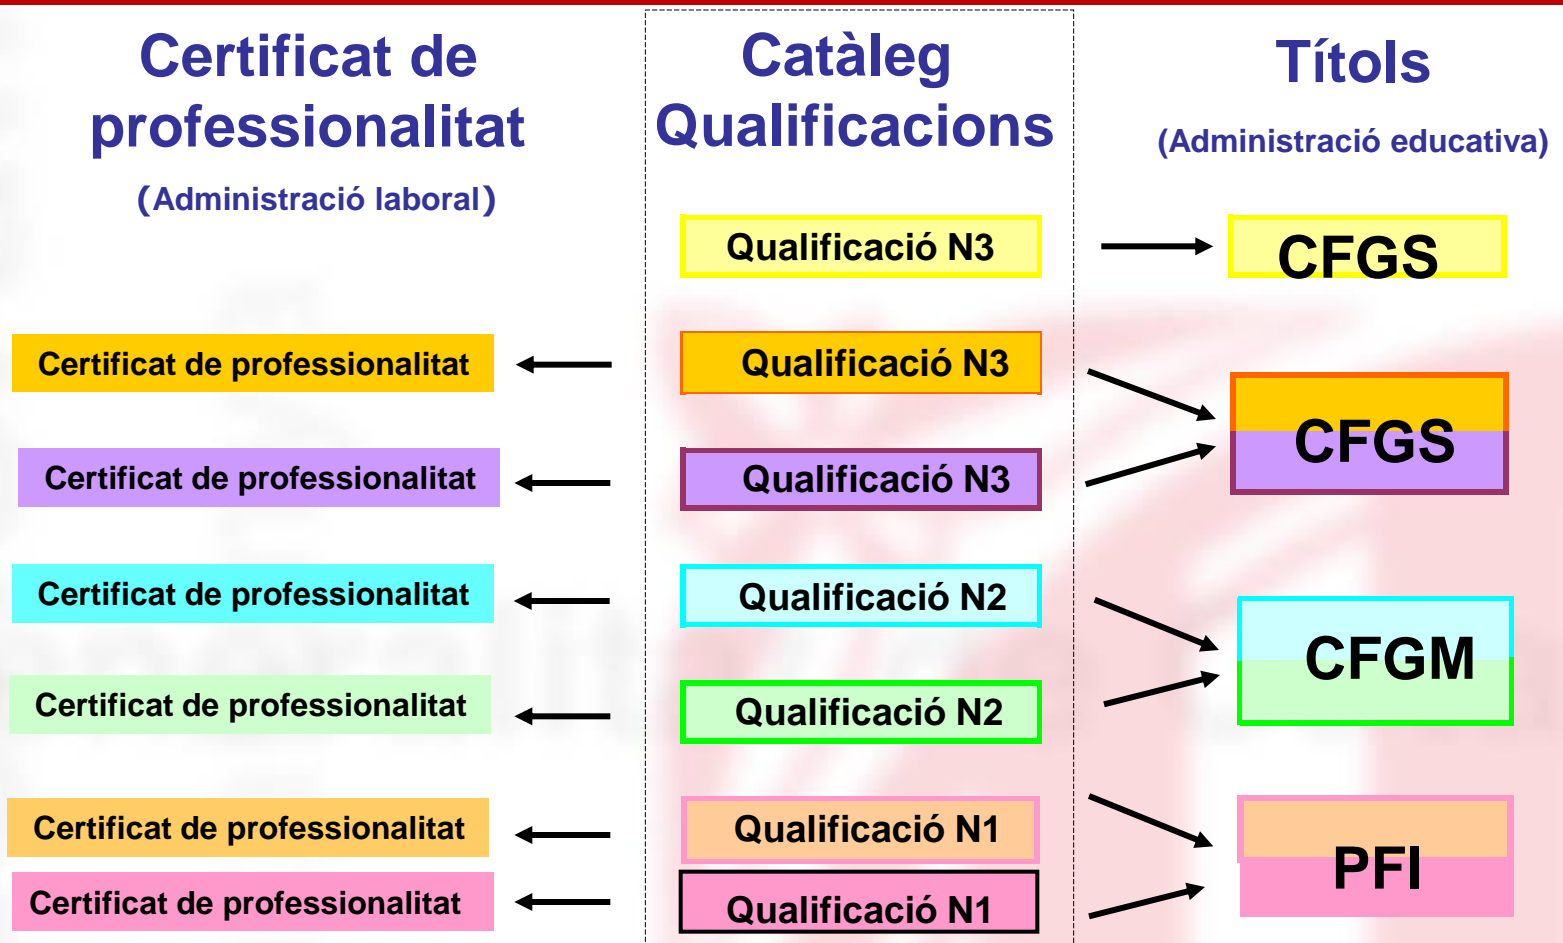 Certificat de
professionalitat
(Administració laboral)
Catàleg
Qualificacions
Títols
(Administració educativa)
Qualificació N3
CFGS
Certificat de professionalitat
Qualificació N3
CFGS
Certificat de professionalitat
Qualificació N3
Certificat de professionalitat
Qualificació N2
CFGM
Certificat de professionalitat
Qualificació N2
Certificat de professionalitat
Qualificació N1
PFI
Certificat de professionalitat
Qualificació N1